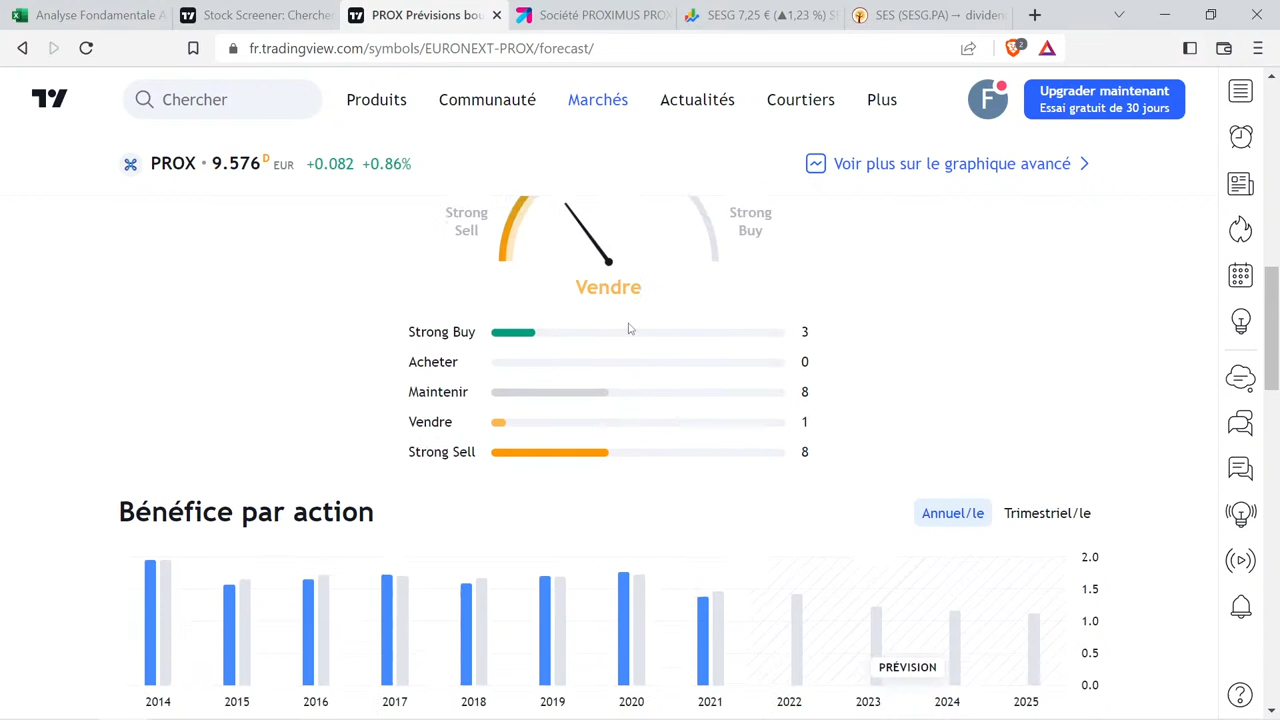 Analyse Fondamentale A
Stock Screener: Chercher
PROX Prévisions bou
Société PROXIMUS PROX
SESG 7,25 € (▲1,23 %) S
SES (SESG.PA) → dividen
fr.tradingview.com/symbols/EURONEXT-PROX/forecast/
2
Chercher
Produits
Communauté
Marchés
Actualités
Courtiers
Plus
F
Upgrader maintenant
Essai gratuit de 30 jours
PROX • 9.576 D EUR +0.082 +0.86%
Voir plus sur le graphique avancé
Strong
Sell
Strong
Buy
Vendre
Strong Buy 3
Acheter 0
Maintenir 8
Vendre 1
Strong Sell 8
Bénéfice par action
Annuel/le
Trimestriel/le
2.0
1.5
1.0
0.5
0.0
PRÉVISION
2014 2015 2016 2017 2018 2019 2020 2021 2022 2023 2024 2025